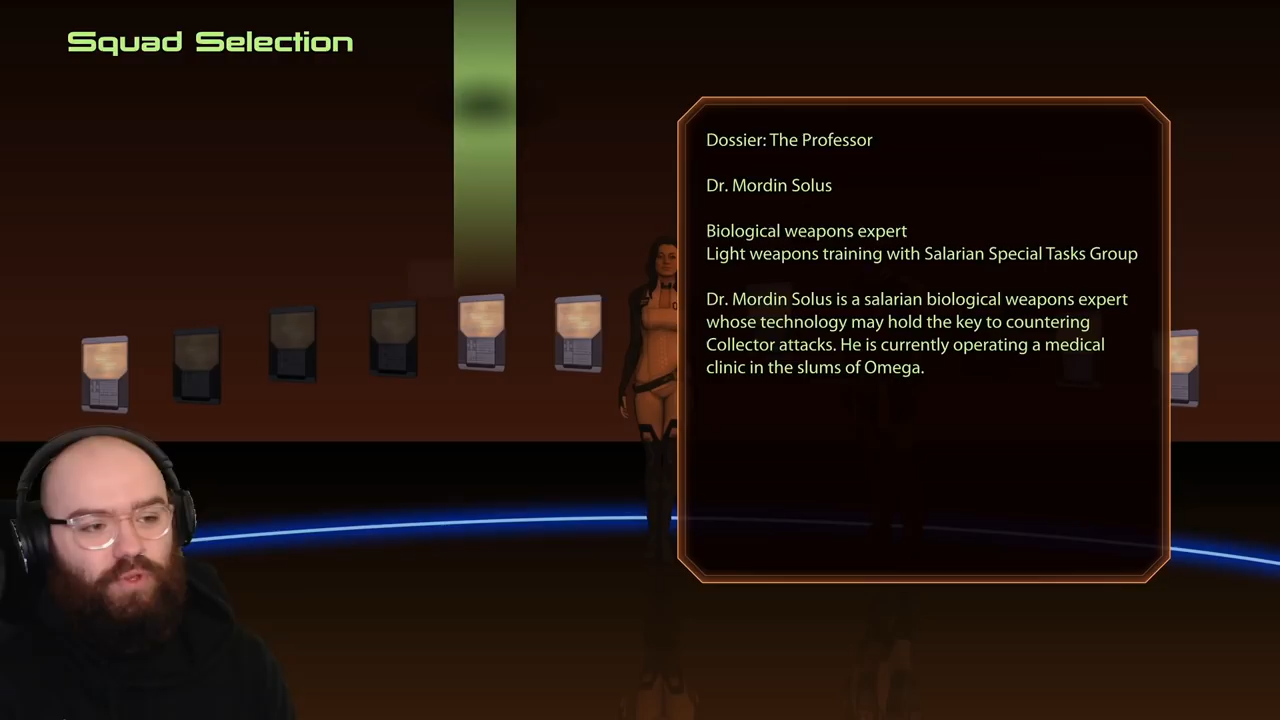 Squad Selection
Dossier: The Professor
Dr. Mordin Solus
Biological weapons expert
Light weapons training with Salarian Special Tasks Group
Dr. Mordin Solus is a salarian biological weapons expert
whose technology may hold the key to countering
Collector attacks. He is currently operating a medical
clinic in the slums of Omega.